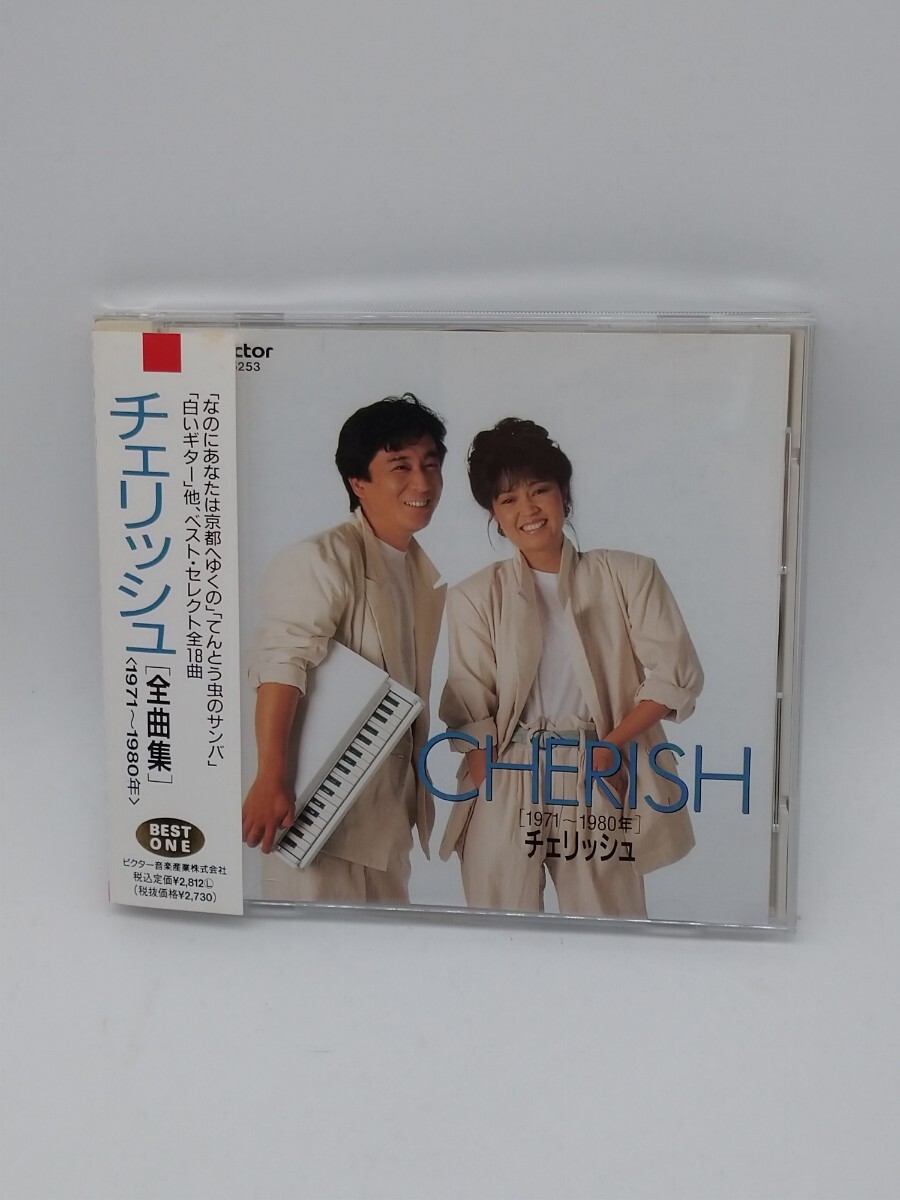 チェリッシュ
[全曲集]
<1971〜1980年>
「なのにあなたは京都へゆくの」「てんとう虫のサンバ」
「白いギター」他、ベスト・セレクト全18曲
BEST
ONE
ビクター音楽産業株式会社
税込定価¥2,812Ⓛ
(税抜価格¥2,730)
ctor
253
CHERISH
[1971〜1980年]
チェリッシュ